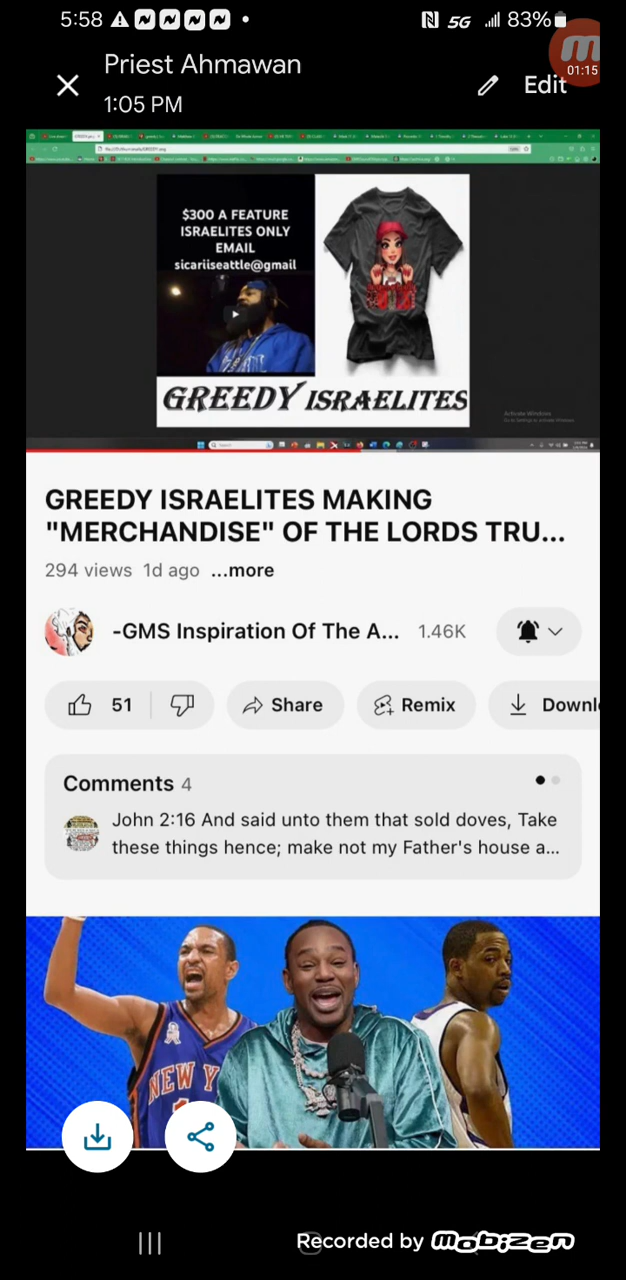 5:58
5G
83%
01:15
Priest Ahmawan
1:05 PM
Edit
$300 A FEATURE
ISRAELITES ONLY
EMAIL
sicariiseattle@gmail
GREEDY ISRAELITES
Activate Windows
GREEDY ISRAELITES MAKING
"MERCHANDISE" OF THE LORDS TRU...
294 views 1d ago ...more
-GMS Inspiration Of The A... 1.46K
51
Share
Remix
Downl
Comments 4
John 2:16 And said unto them that sold doves, Take
these things hence; make not my Father's house a...
NEW Y
Recorded by mobizen